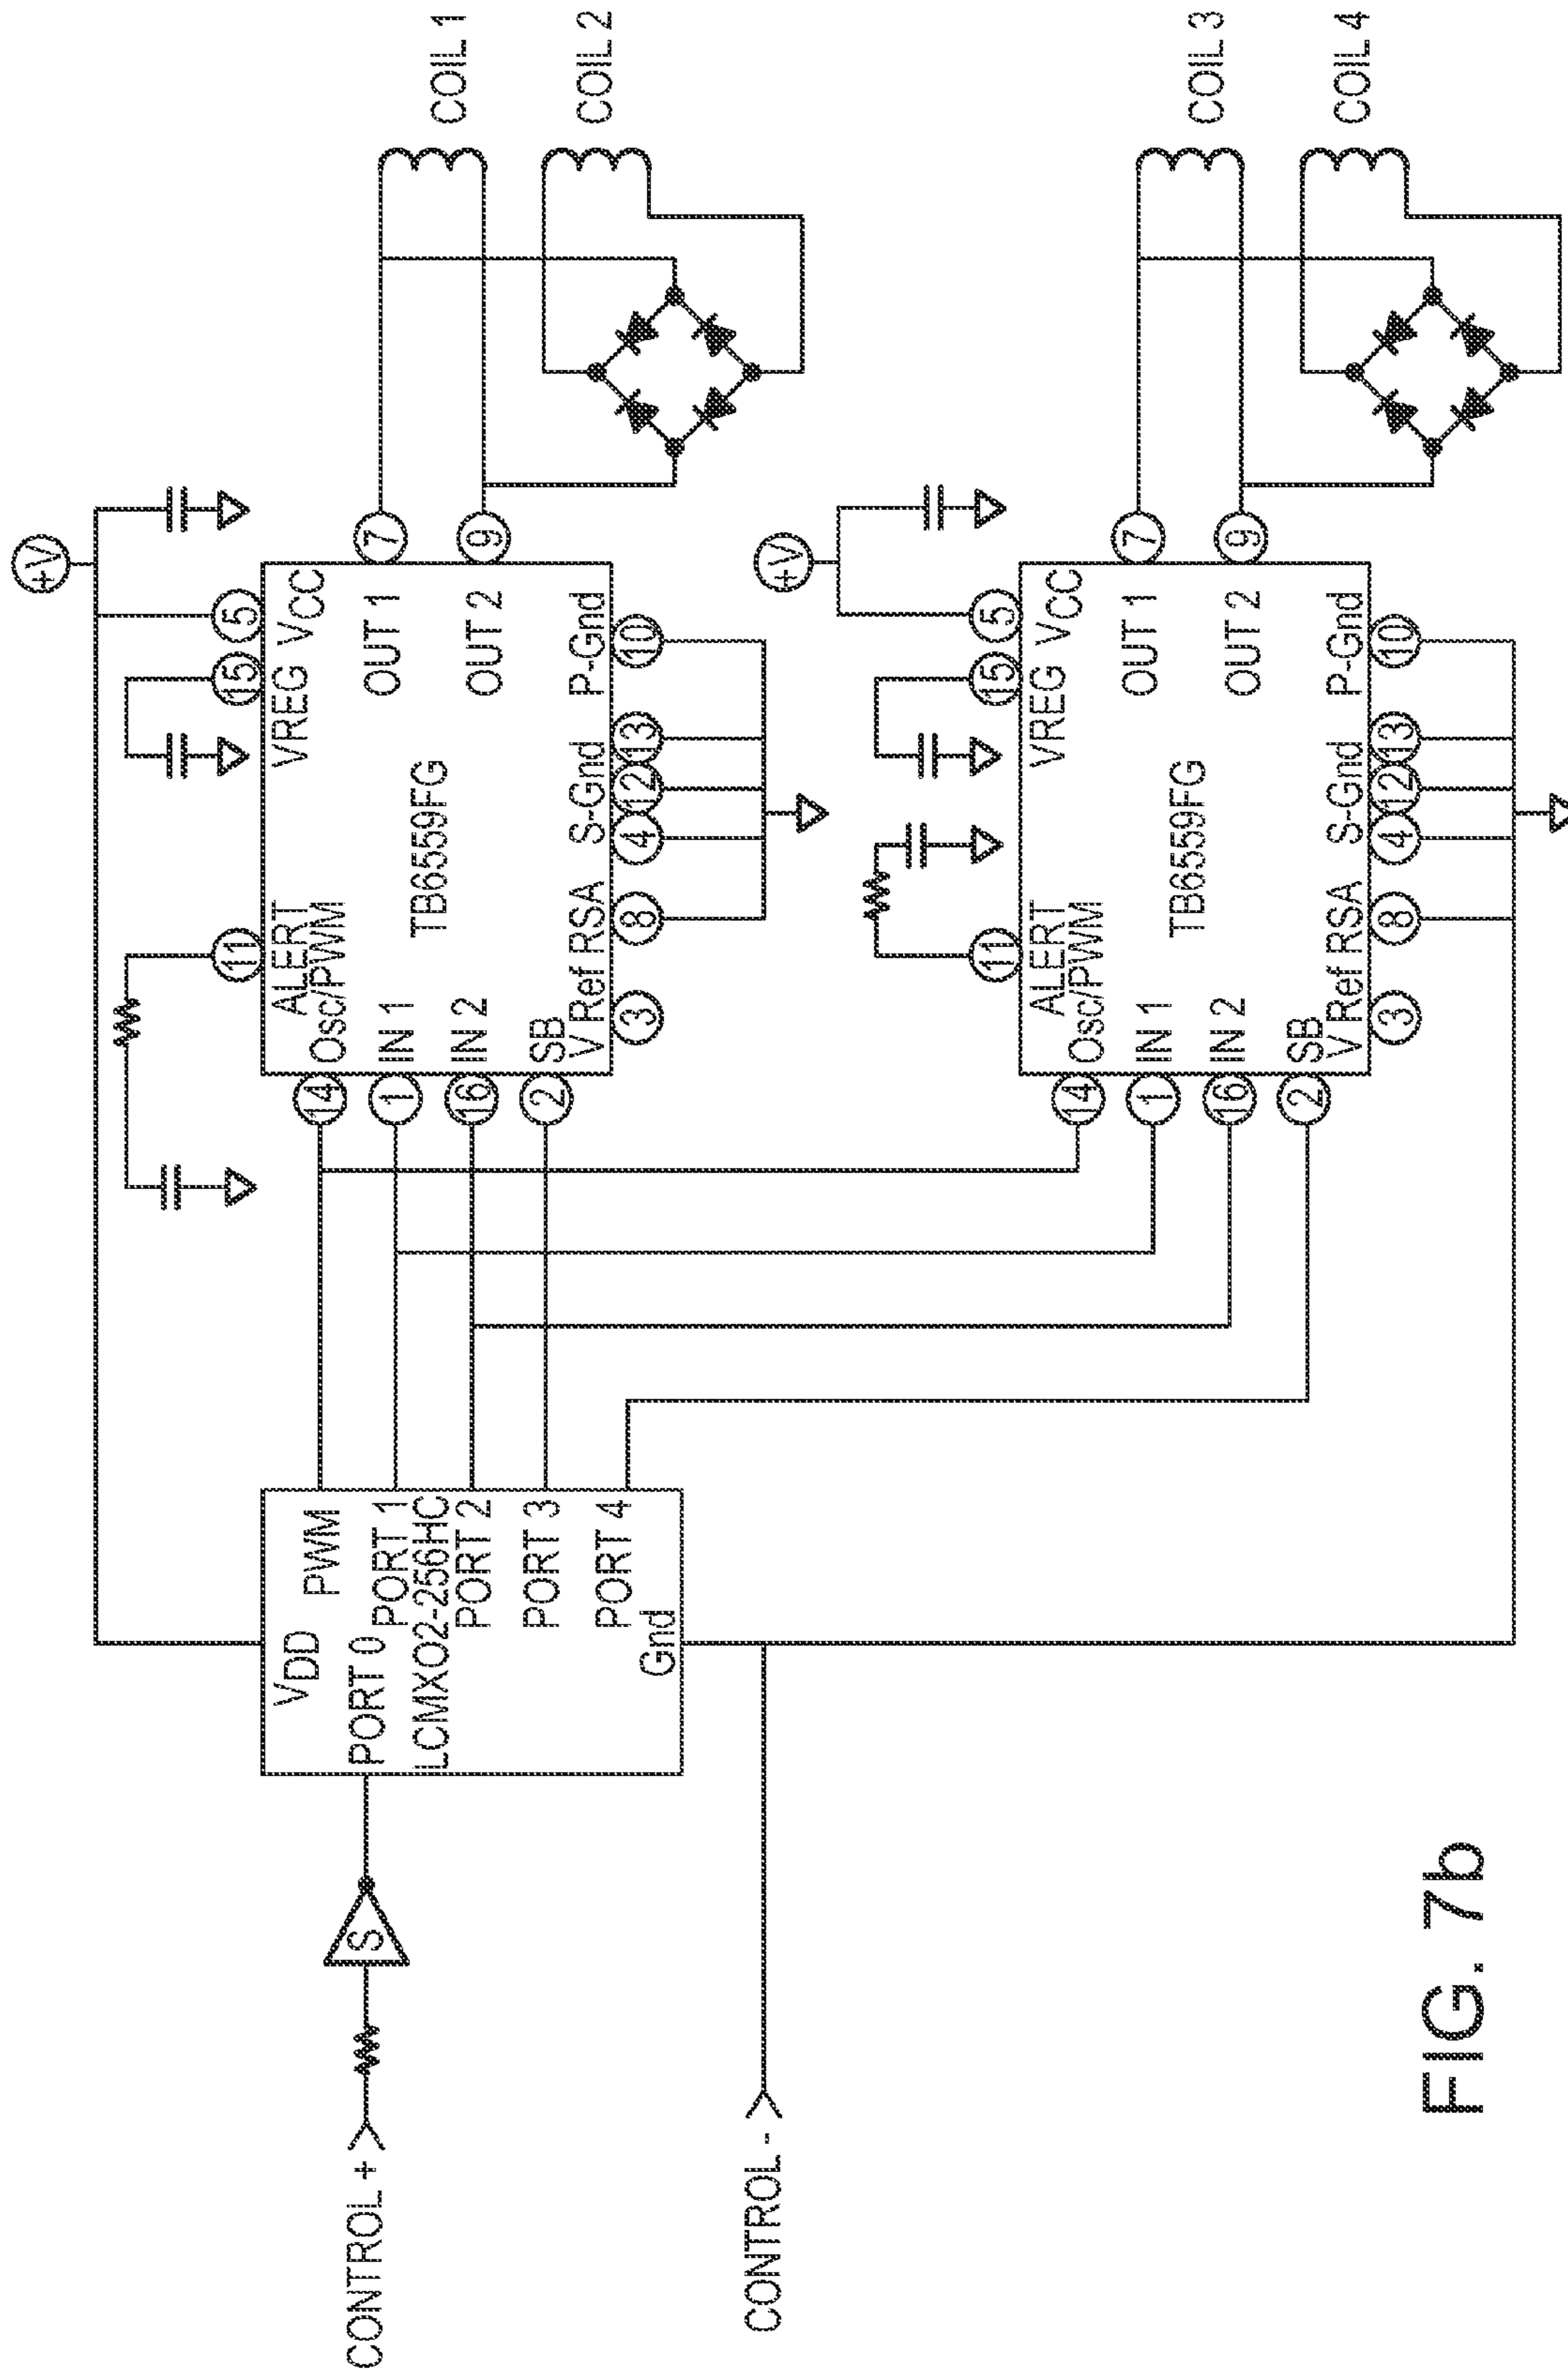 CONTROL +
S
CONTROL -
VDD
PWM
PORT 0
PORT 1
LCMXO2-256HC
PORT 2
PORT 3
PORT 4
Gnd
+V
11
15
5
ALERT
VREG
VCC
14
Osc/PWM
OUT 1
7
1
IN 1
TB6559FG
16
IN 2
OUT 2
9
2
SB
V Ref
RSA
S-Gnd
P-Gnd
3
8
4
12
13
10
COIL 1
COIL 2
+V
11
15
5
ALERT
VREG
VCC
14
Osc/PWM
OUT 1
7
1
IN 1
TB6559FG
16
IN 2
OUT 2
9
2
SB
V Ref
RSA
S-Gnd
P-Gnd
3
8
4
12
13
10
COIL 3
COIL 4
FIG. 7b